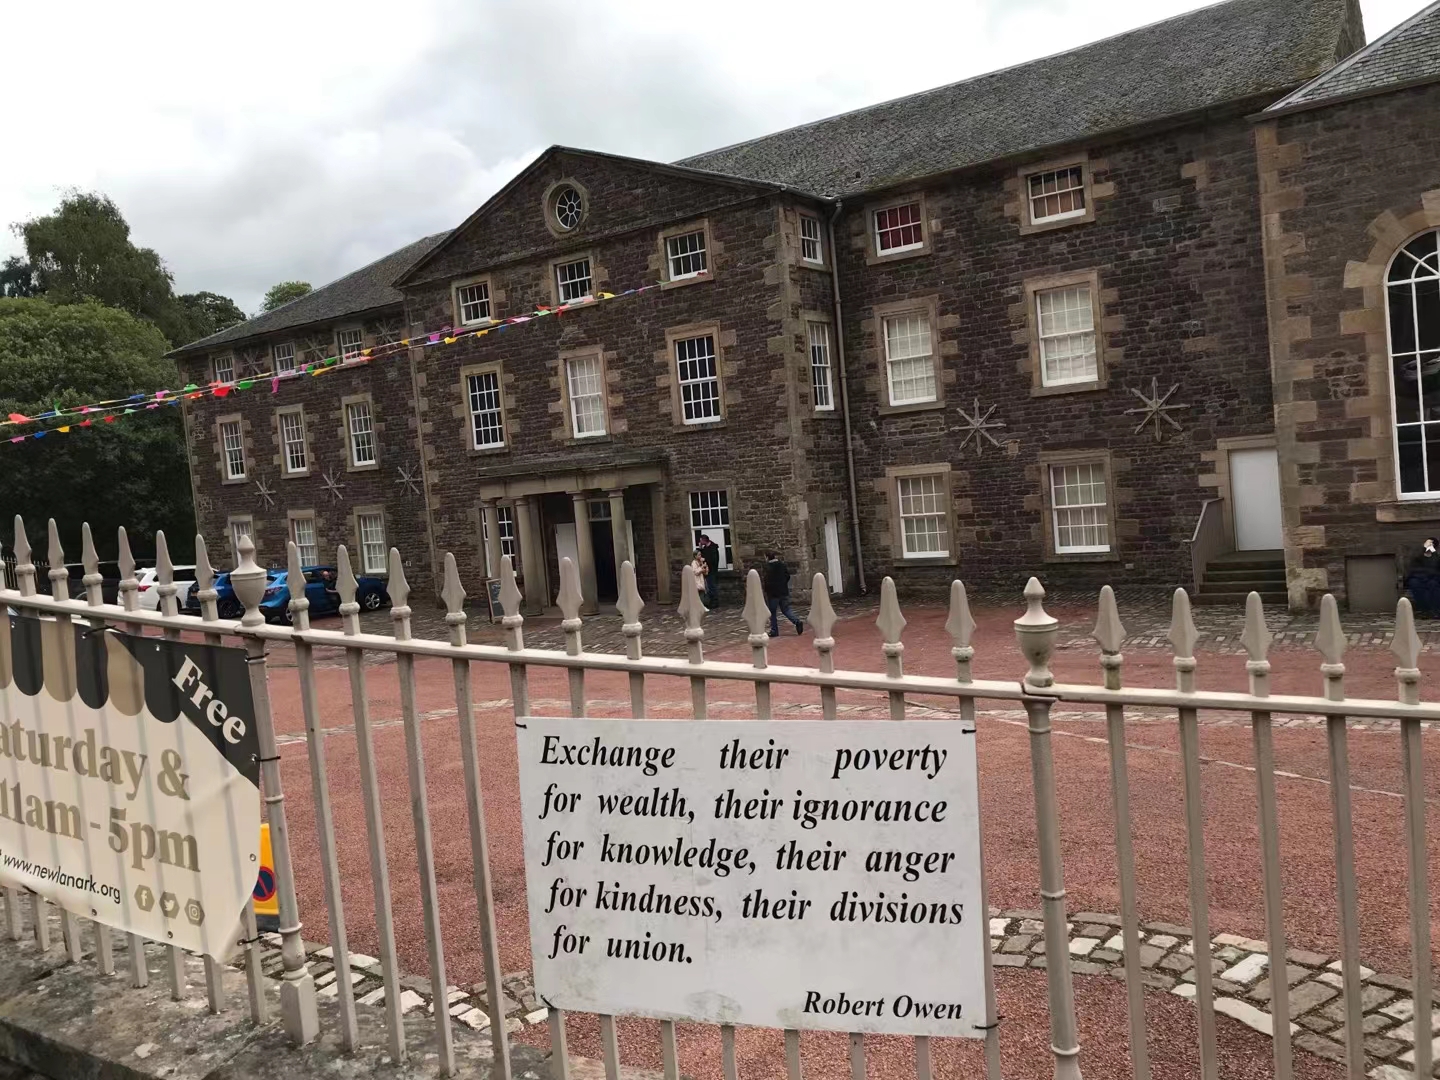 Free
&
11am - 5pm
www.newlanark.org
Exchange their poverty
for wealth, their ignorance
for knowledge, their anger
for kindness, their divisions
for union.
Robert Owen